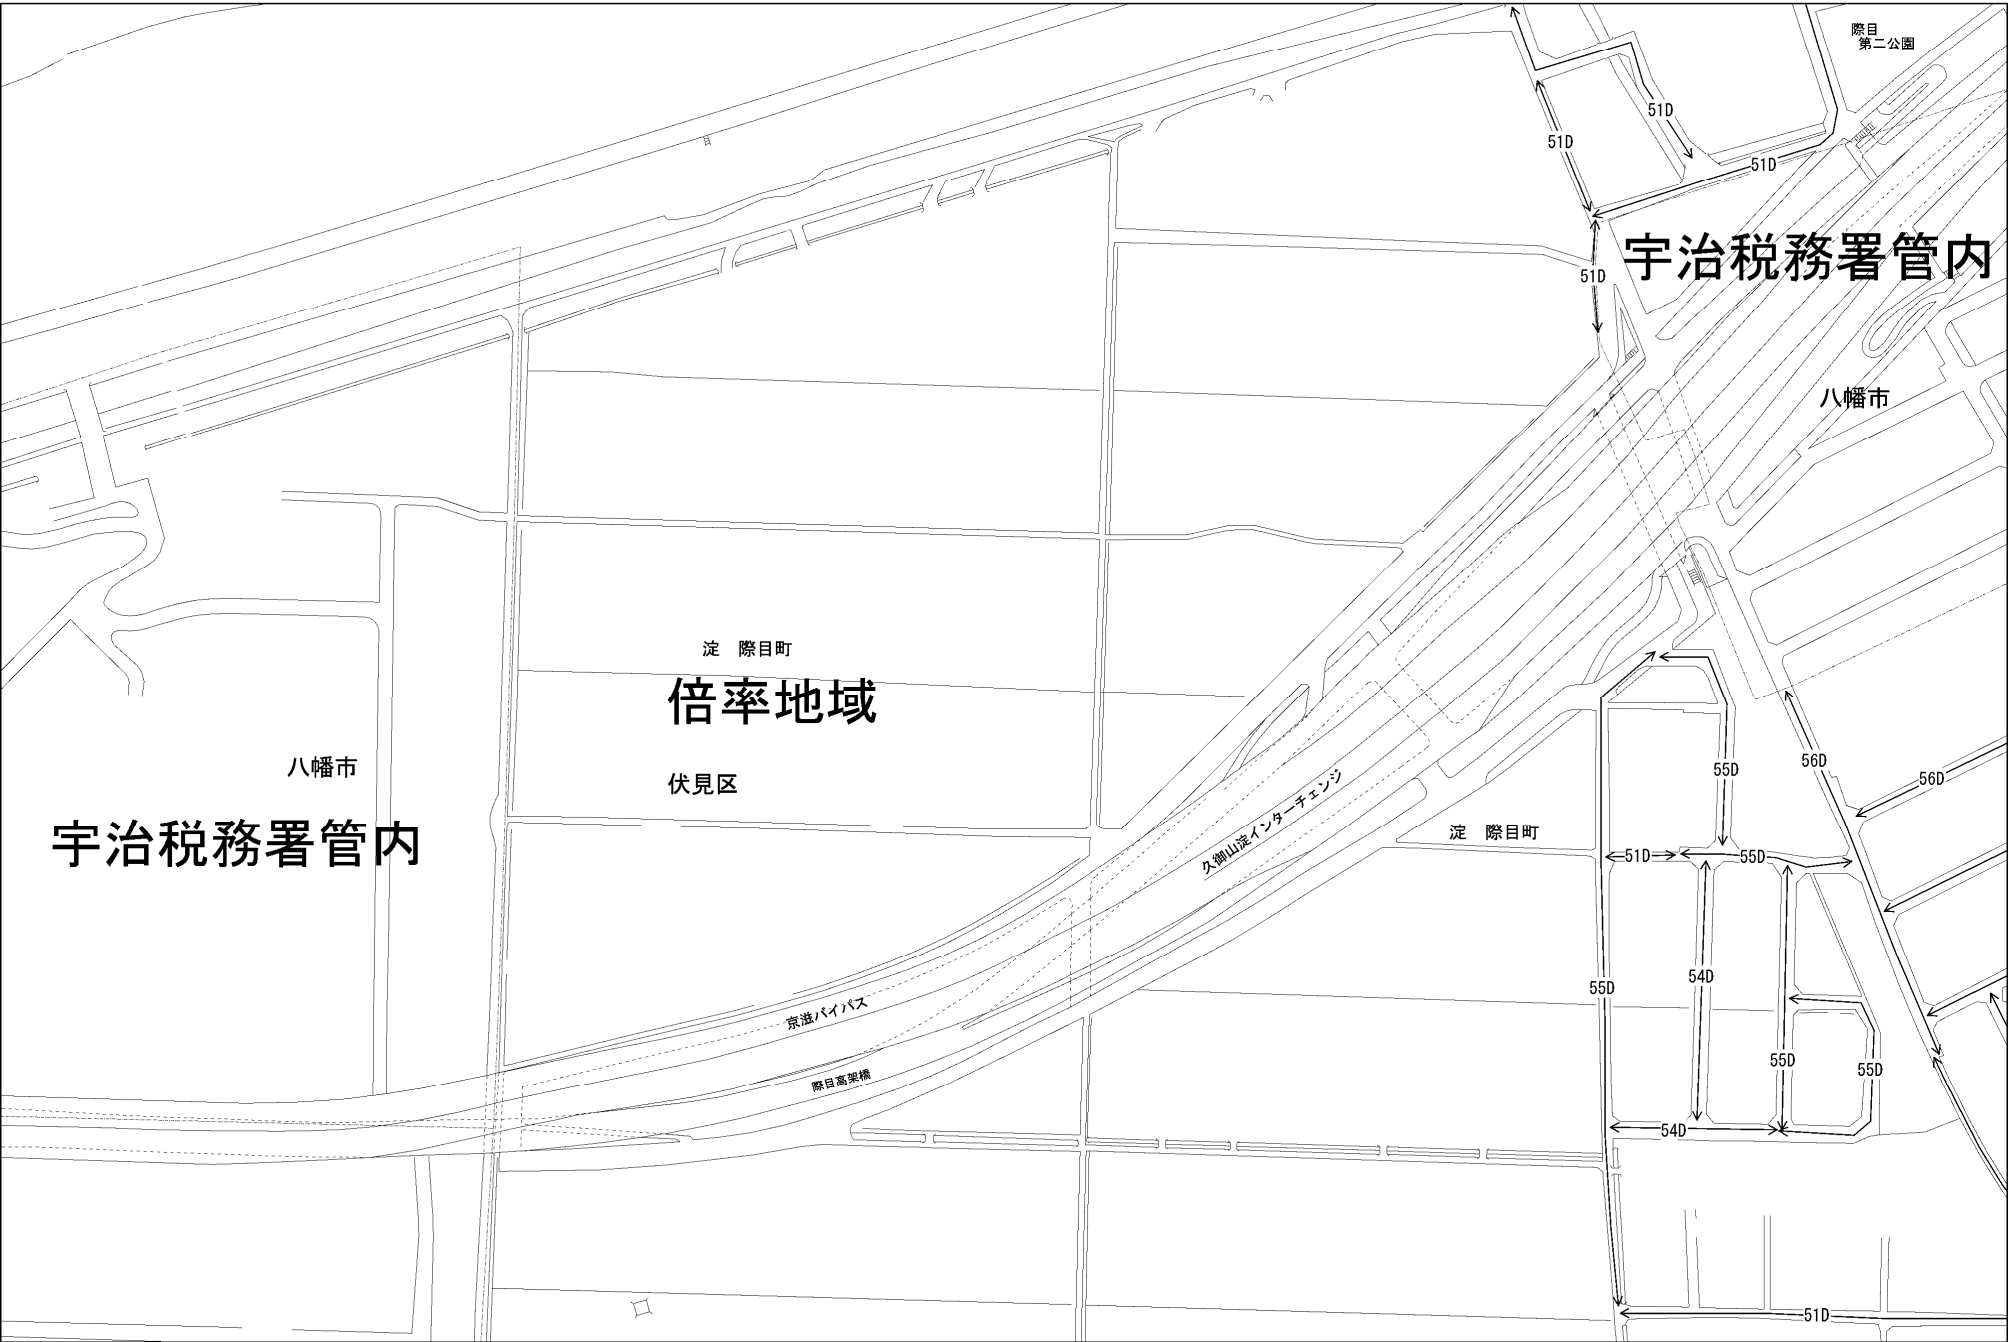 際目
第二公園
51D
51D
51D
宇治税務署管内
51D
八幡市
淀 際目町
倍率地域
八幡市
伏見区
宇治税務署管内
久御山淀インターチェンジ
淀 際目町
55D
56D
56D
51D
55D
54D
55D
京滋バイパス
際目高架橋
55D
55D
54D
51D